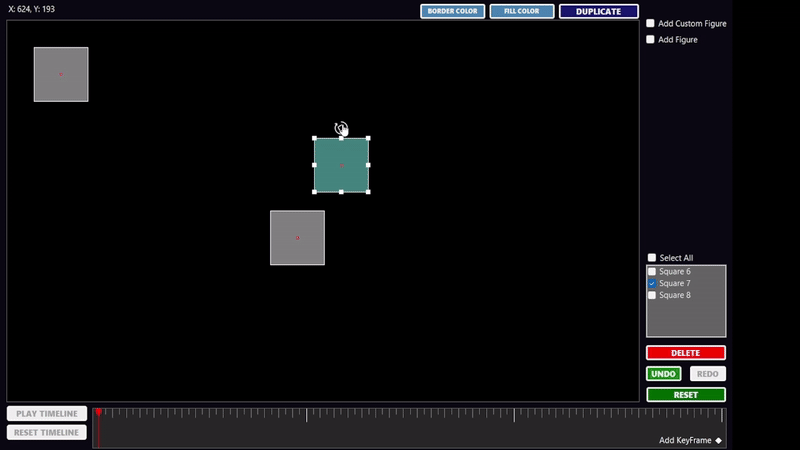 X: 624, Y: 193
BORDER COLOR
FILL COLOR
DUPLICATE
Add Custom Figure
Add Figure
Select All
Square 6
Square 7
Square 8
DELETE
UNDO
REDO
RESET
PLAY TIMELINE
RESET TIMELINE
Add KeyFrame